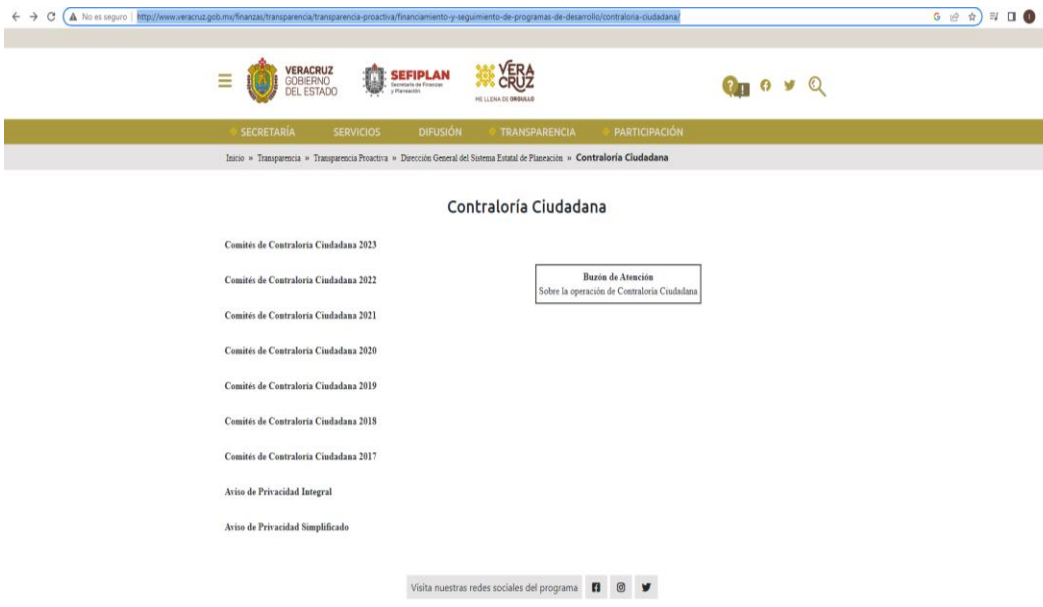 No es seguro http://www.veracruz.gob.mx/finanzas/transparencia/transparencia-proactiva/financiamiento-y-seguimiento-de-programas-de-desarrollo/contraloria-ciudadana/
VERACRUZ
GOBIERNO
DEL ESTADO
SEFIPLAN
Secretaría de Finanzas
y Planeación
VERA
CRUZ
ME LLENA DE ORGULLO
SECRETARÍA SERVICIOS DIFUSIÓN TRANSPARENCIA PARTICIPACIÓN
Inicio » Transparencia » Transparencia Proactiva » Dirección General del Sistema Estatal de Planeación » Contraloría Ciudadana
Contraloría Ciudadana
Comités de Contraloría Ciudadana 2023
Comités de Contraloría Ciudadana 2022
Comités de Contraloría Ciudadana 2021
Comités de Contraloría Ciudadana 2020
Comités de Contraloría Ciudadana 2019
Comités de Contraloría Ciudadana 2018
Comités de Contraloría Ciudadana 2017
Aviso de Privacidad Integral
Aviso de Privacidad Simplificado
Buzón de Atención
Sobre la operación de Contraloría Ciudadana
Visita nuestras redes sociales del programa